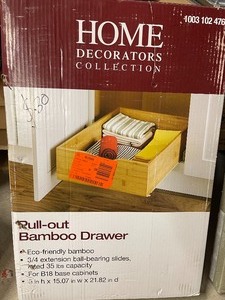 1003 102 476
HOME
DECORATORS
COLLECTION
Pull-out
Bamboo Drawer
• Eco-friendly bamboo
• 3/4 extension ball-bearing slides,
rated 35 lbs capacity
• For B18 base cabinets
• 5 in h x 15.07 in w x 21.82 in d